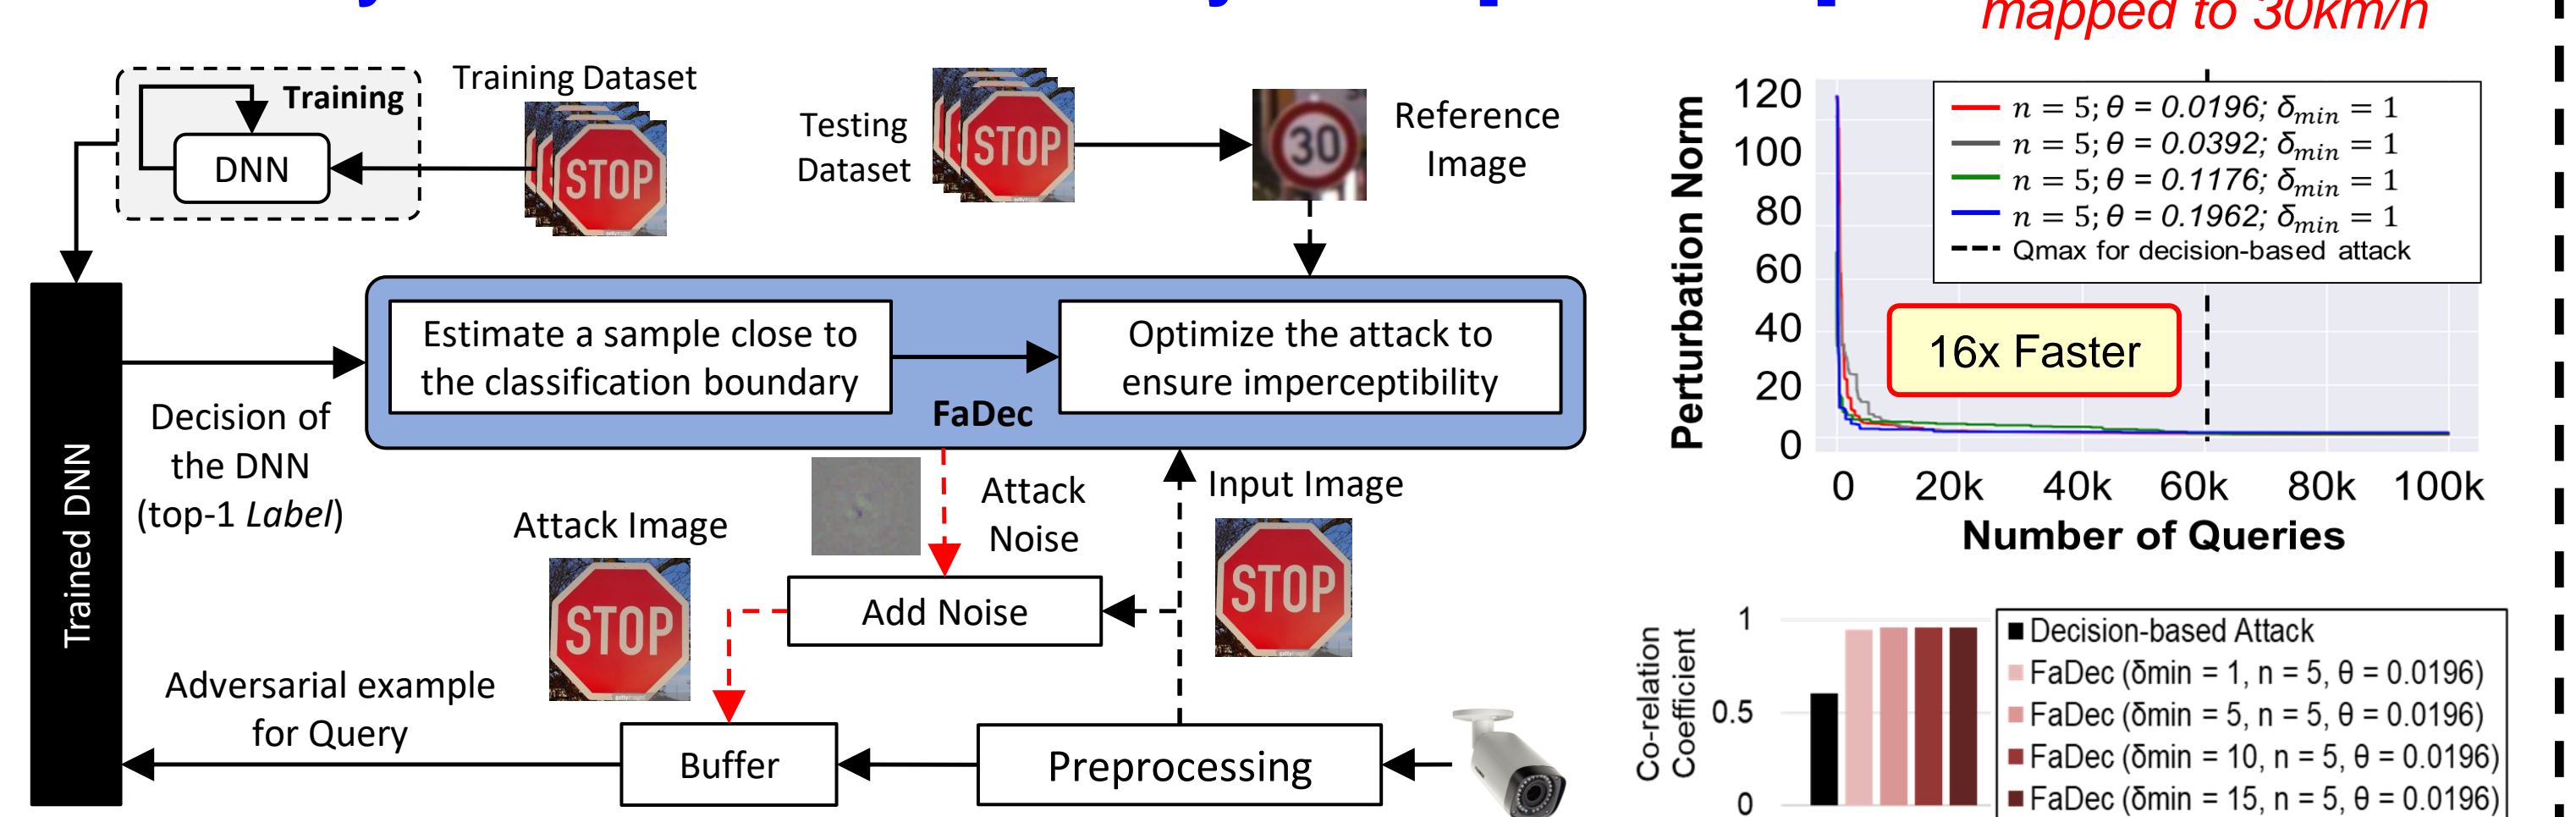 mapped to 30km/h
Training
DNN
Training Dataset
STOP
Testing
Dataset
STOP
30
Reference
Image
Trained DNN
Decision of
the DNN
(top-1 Label)
Estimate a sample close to
the classification boundary
Optimize the attack to
ensure imperceptibility
FaDec
Attack
Noise
Input Image
STOP
Attack Image
STOP
Add Noise
Adversarial example
for Query
Buffer
Preprocessing
Perturbation Norm
120
100
80
60
40
20
0
n = 5; θ = 0.0196; δmin = 1
n = 5; θ = 0.0392; δmin = 1
n = 5; θ = 0.1176; δmin = 1
n = 5; θ = 0.1962; δmin = 1
Qmax for decision-based attack
16x Faster
0 20k 40k 60k 80k 100k
Number of Queries
Co-relation
Coefficient
1
0.5
0
Decision-based Attack
FaDec (δmin = 1, n = 5, θ = 0.0196)
FaDec (δmin = 5, n = 5, θ = 0.0196)
FaDec (δmin = 10, n = 5, θ = 0.0196)
FaDec (δmin = 15, n = 5, θ = 0.0196)